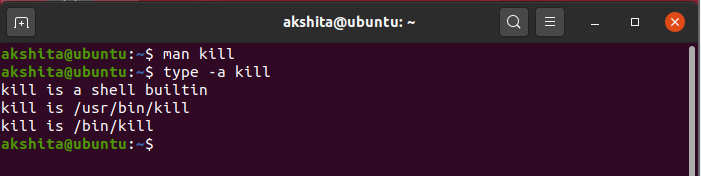 akshita@ubuntu: ~
akshita@ubuntu:~$ man kill
akshita@ubuntu:~$ type -a kill
kill is a shell builtin
kill is /usr/bin/kill
kill is /bin/kill
akshita@ubuntu:~$